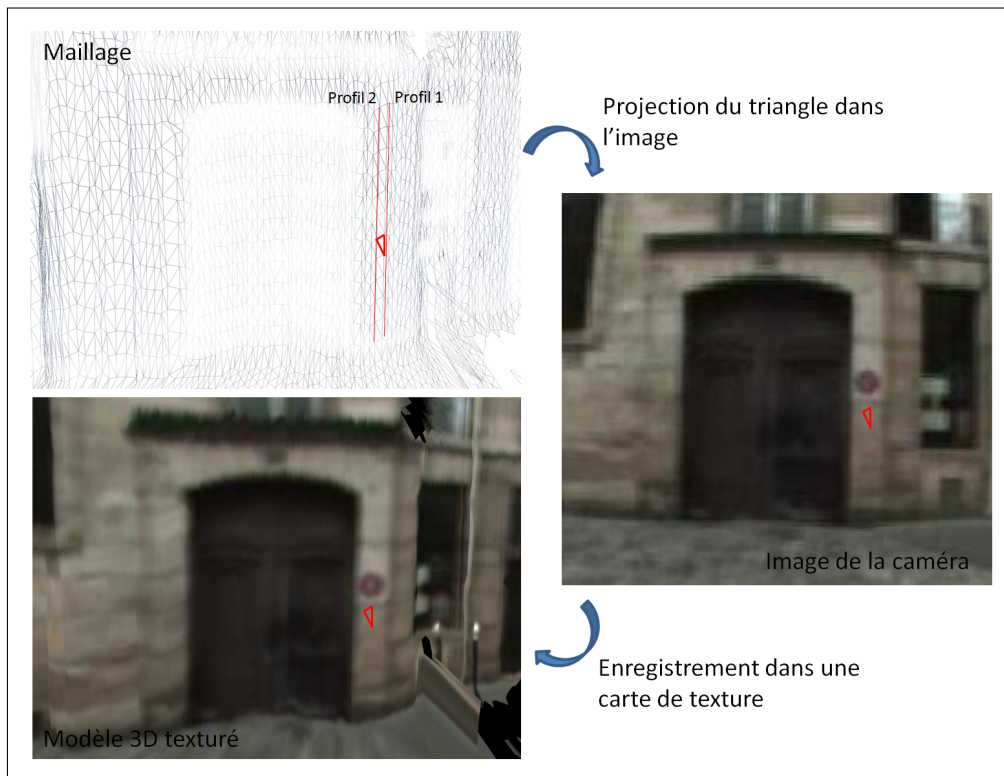 Maillage
Profil 2 Profil 1
Projection du triangle dans
l'image
Image de la caméra
Enregistrement dans une
carte de texture
Modèle 3D texturé